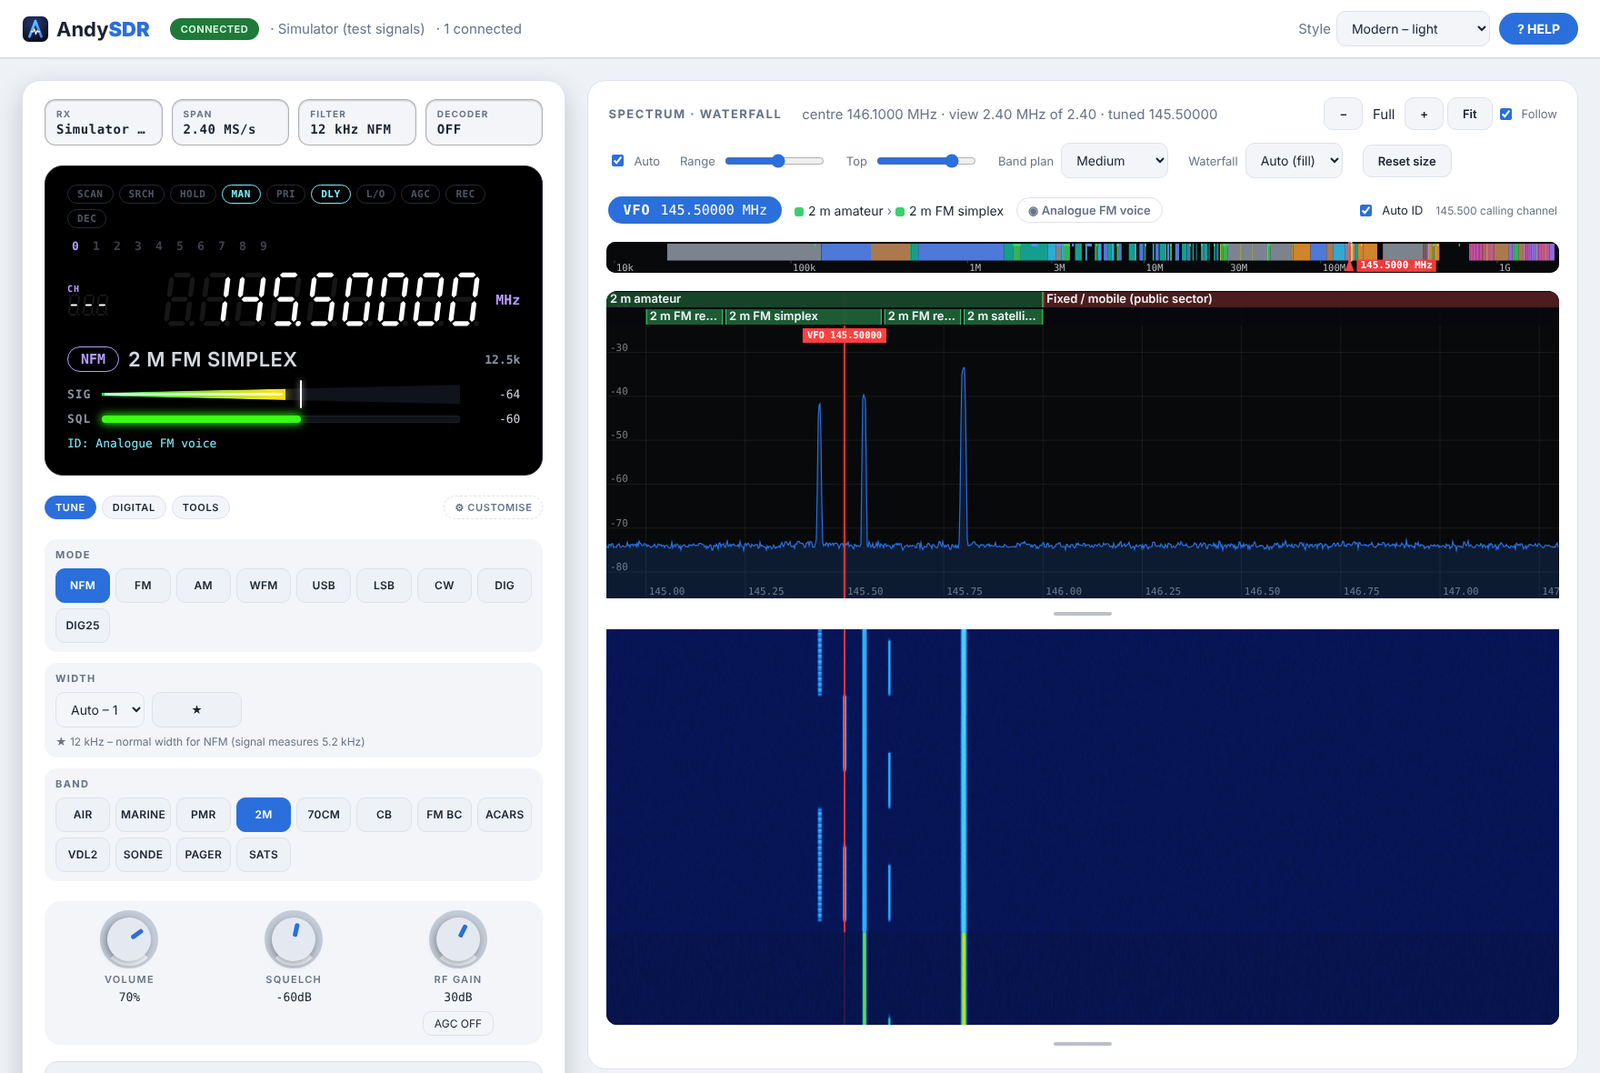 AndySDR CONNECTED · Simulator (test signals) · 1 connected Style Modern – light ? HELP
RX SPAN FILTER DECODER
Simulator … 2.40 MS/s 12 kHz NFM OFF
SCAN SRCH HOLD MAN PRI DLY L/O AGC REC
DEC
0 1 2 3 4 5 6 7 8 9
CH
--- 145.50000 MHz
NFM 2 M FM SIMPLEX 12.5k
SIG -64
SQL -60
ID: Analogue FM voice
TUNE DIGITAL TOOLS ⚙ CUSTOMISE
MODE
NFM FM AM WFM USB LSB CW DIG
DIG25
WIDTH
Auto – 1 ★
★ 12 kHz – normal width for NFM (signal measures 5.2 kHz)
BAND
AIR MARINE PMR 2M 70CM CB FM BC ACARS
VDL2 SONDE PAGER SATS
VOLUME SQUELCH RF GAIN
70% -60dB 30dB
AGC OFF
SPECTRUM · WATERFALL centre 146.1000 MHz · view 2.40 MHz of 2.40 · tuned 145.50000 − Full + Fit Follow
Auto Range Top Band plan Medium Waterfall Auto (fill) Reset size
VFO 145.50000 MHz 2 m amateur › 2 m FM simplex ◉ Analogue FM voice Auto ID 145.500 calling channel
10k 100k 1M 3M 10M 30M 100M 145.5000 MHz 1G
2 m amateur Fixed / mobile (public sector)
2 m FM re… 2 m FM simplex 2 m FM re… 2 m satelli…
VFO 145.50000
-30
-40
-50
-60
-70
-80
145.00 145.25 145.50 145.75 146.00 146.25 146.50 146.75 147.00 147